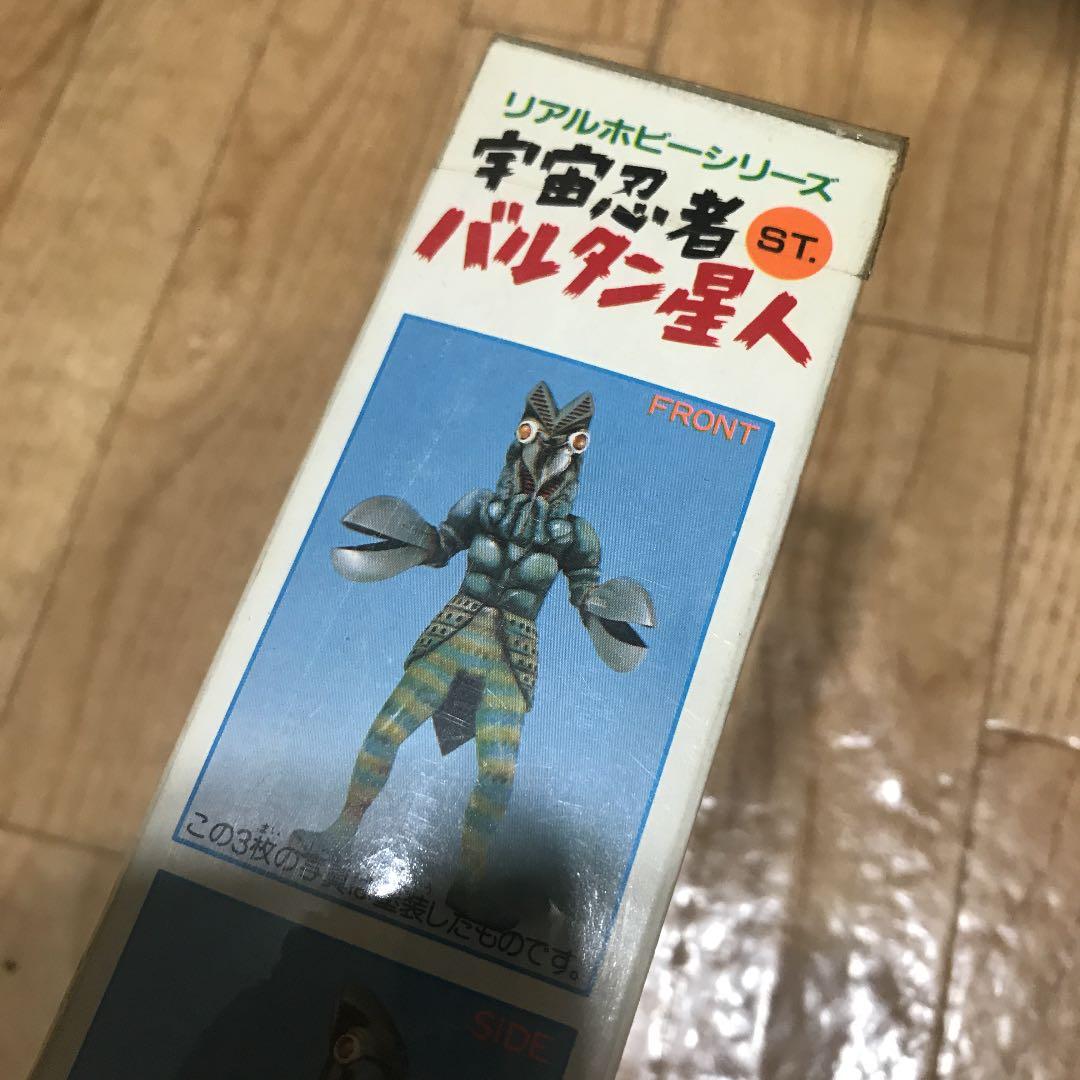 リアルホビーシリーズ
宇宙忍者
ST.
バルタン星人
FRONT
まい
この3枚の写真は塗装したものです。
SIDE